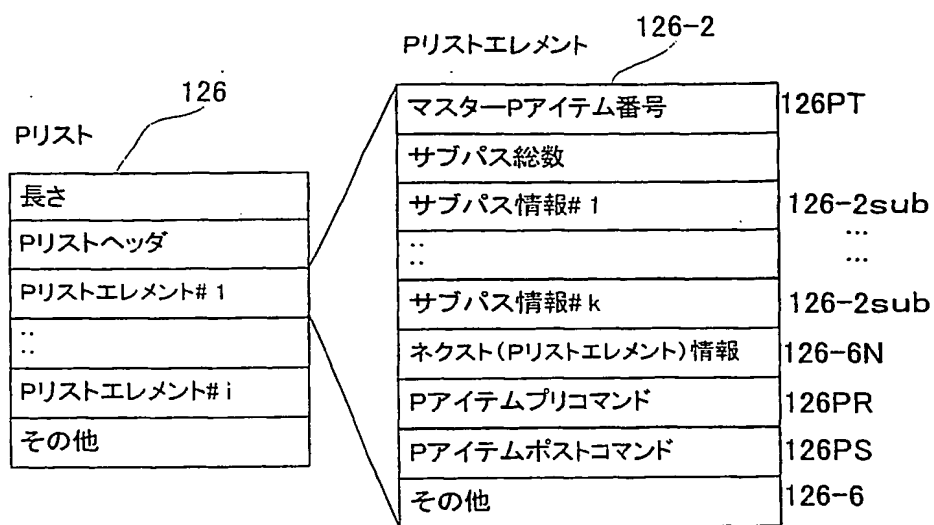 126
Pリスト
長さ
Pリストヘッダ
Pリストエレメント#1
::
Pリストエレメント#i
その他
Pリストエレメント
126-2
マスターPアイテム番号 126PT
サブパス総数
サブパス情報#1 126-2sub
:: …
:: …
サブパス情報#k 126-2sub
ネクスト(Pリストエレメント)情報 126-6N
Pアイテムプリコマンド 126PR
Pアイテムポストコマンド 126PS
その他 126-6